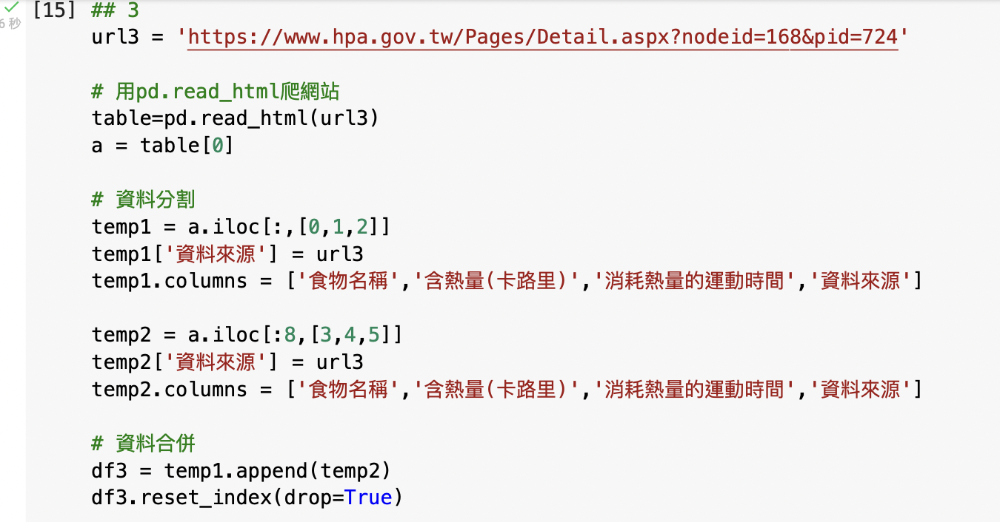 [15] ## 3
6 秒
url3 = 'https://www.hpa.gov.tw/Pages/Detail.aspx?nodeid=168&pid=724'
# 用pd.read_html爬網站
table=pd.read_html(url3)
a = table[0]
# 資料分割
temp1 = a.iloc[:,[0,1,2]]
temp1['資料來源'] = url3
temp1.columns = ['食物名稱','含熱量(卡路里)','消耗熱量的運動時間','資料來源']
temp2 = a.iloc[:8,[3,4,5]]
temp2['資料來源'] = url3
temp2.columns = ['食物名稱','含熱量(卡路里)','消耗熱量的運動時間','資料來源']
# 資料合併
df3 = temp1.append(temp2)
df3.reset_index(drop=True)